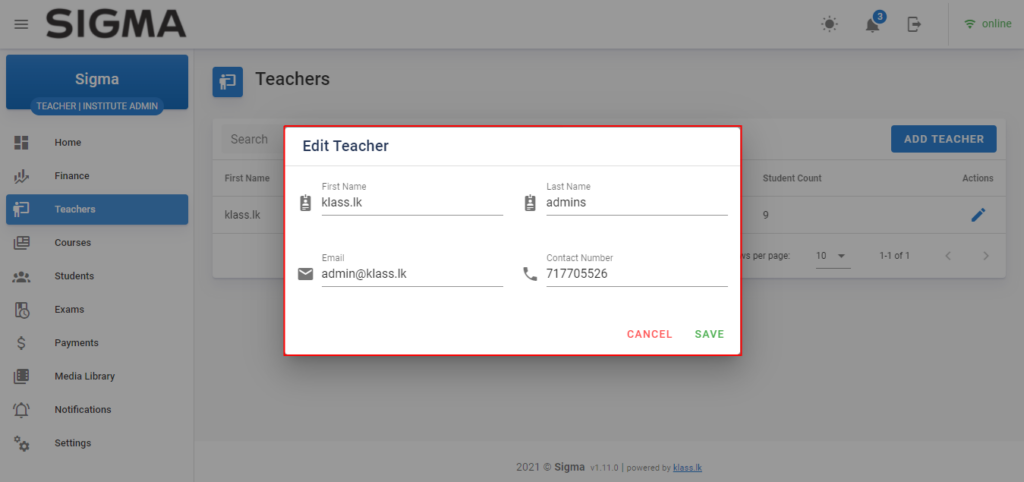 SIGMA
3
online
Sigma
TEACHER | INSTITUTE ADMIN
Home
Finance
Teachers
Courses
Students
Exams
Payments
Media Library
Notifications
Settings
Teachers
Search
ADD TEACHER
First Name
Student Count
Actions
klass.lk
9
per page:
10
1-1 of 1
Edit Teacher
First Name
klass.lk
Last Name
admins
Email
admin@klass.lk
Contact Number
717705526
CANCEL
SAVE
2021 © Sigma v1.11.0 | powered by klass.lk